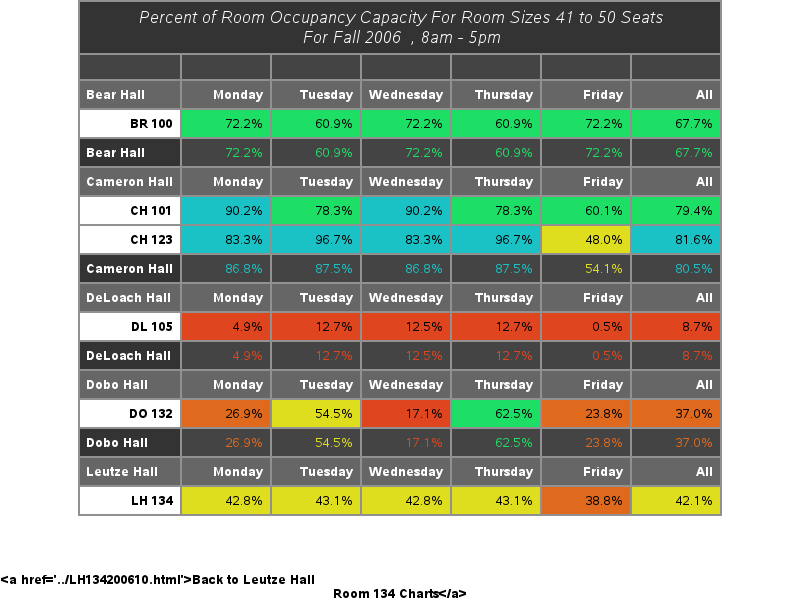 Percent of Room Occupancy Capacity For Room Sizes 41 to 50 Seats
For Fall 2006 , 8am - 5pm
Bear Hall Monday Tuesday Wednesday Thursday Friday All
BR 100 72.2% 60.9% 72.2% 60.9% 72.2% 67.7%
Bear Hall 72.2% 60.9% 72.2% 60.9% 72.2% 67.7%
Cameron Hall Monday Tuesday Wednesday Thursday Friday All
CH 101 90.2% 78.3% 90.2% 78.3% 60.1% 79.4%
CH 123 83.3% 96.7% 83.3% 96.7% 48.0% 81.6%
Cameron Hall 86.8% 87.5% 86.8% 87.5% 54.1% 80.5%
DeLoach Hall Monday Tuesday Wednesday Thursday Friday All
DL 105 4.9% 12.7% 12.5% 12.7% 0.5% 8.7%
DeLoach Hall 4.9% 12.7% 12.5% 12.7% 0.5% 8.7%
Dobo Hall Monday Tuesday Wednesday Thursday Friday All
DO 132 26.9% 54.5% 17.1% 62.5% 23.8% 37.0%
Dobo Hall 26.9% 54.5% 17.1% 62.5% 23.8% 37.0%
Leutze Hall Monday Tuesday Wednesday Thursday Friday All
LH 134 42.8% 43.1% 42.8% 43.1% 38.8% 42.1%
<a href='../LH134200610.html'>Back to Leutze Hall
Room 134 Charts</a>